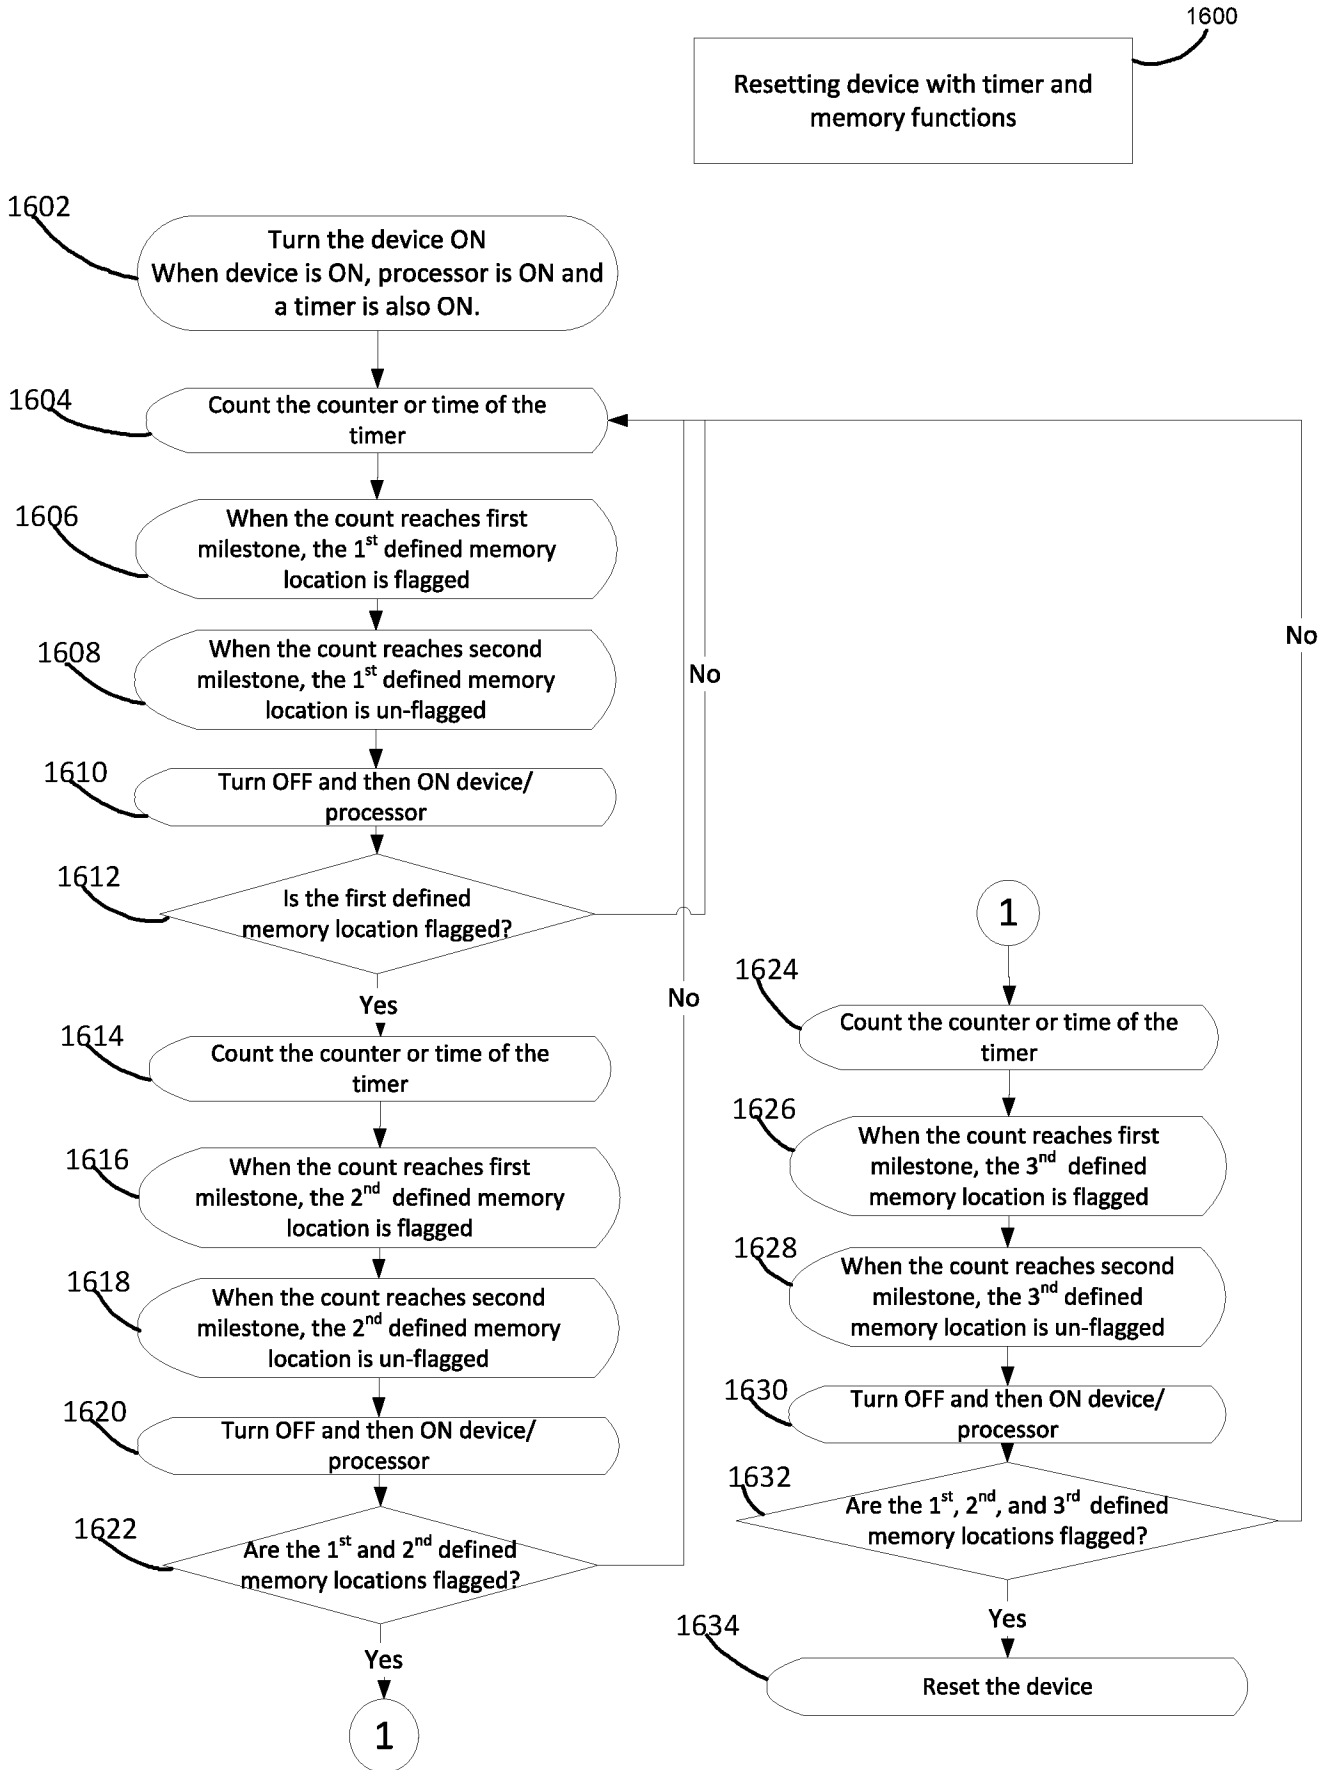 1600
Resetting device with timer and
memory functions
1602
Turn the device ON
When device is ON, processor is ON and
a timer is also ON.
1604
Count the counter or time of the
timer
1606
When the count reaches first
milestone, the 1st defined memory
location is flagged
1608
When the count reaches second
milestone, the 1st defined memory
location is un-flagged
1610
Turn OFF and then ON device/
processor
1612
Is the first defined
memory location flagged?
No
Yes
1614
Count the counter or time of the
timer
1616
When the count reaches first
milestone, the 2nd defined memory
location is flagged
1618
When the count reaches second
milestone, the 2nd defined memory
location is un-flagged
1620
Turn OFF and then ON device/
processor
1622
Are the 1st and 2nd defined
memory locations flagged?
No
Yes
1
1
1624
Count the counter or time of the
timer
1626
When the count reaches first
milestone, the 3nd defined
memory location is flagged
1628
When the count reaches second
milestone, the 3nd defined
memory location is un-flagged
1630
Turn OFF and then ON device/
processor
1632
Are the 1st, 2nd, and 3rd defined
memory locations flagged?
No
Yes
1634
Reset the device